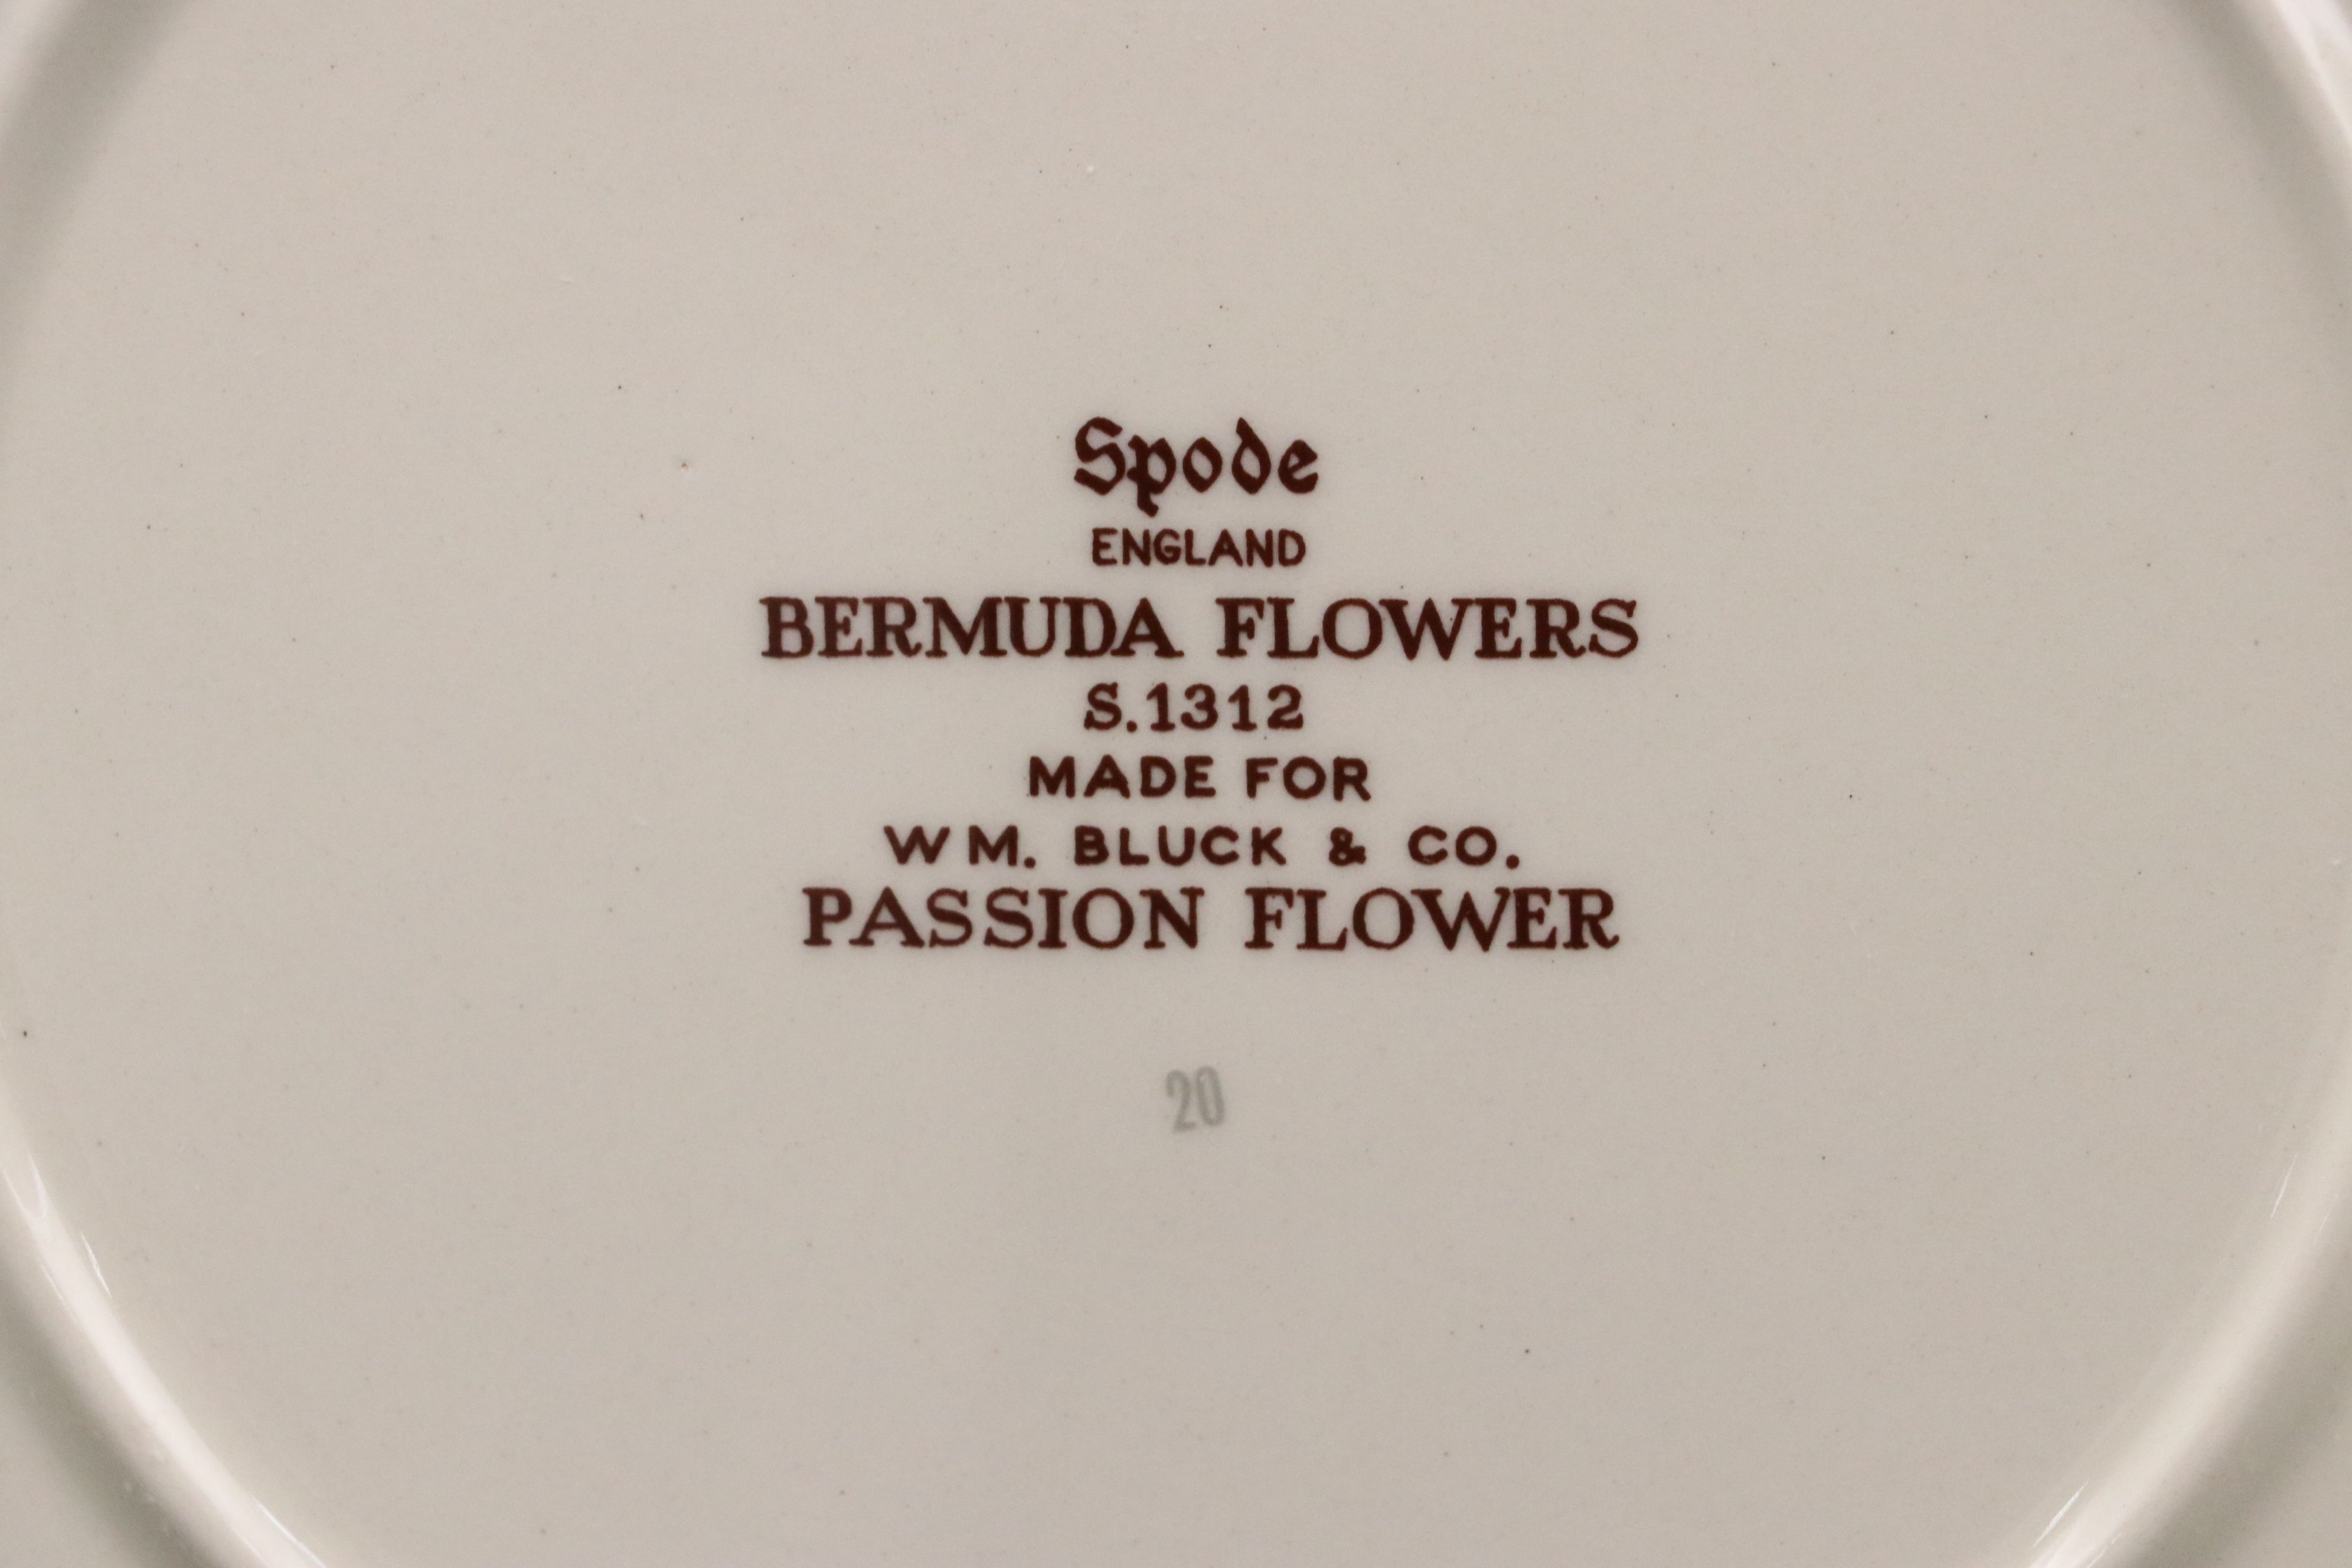 Spode
ENGLAND
BERMUDA FLOWERS
S.1312
MADE FOR
WM. BLUCK & CO.
PASSION FLOWER
20